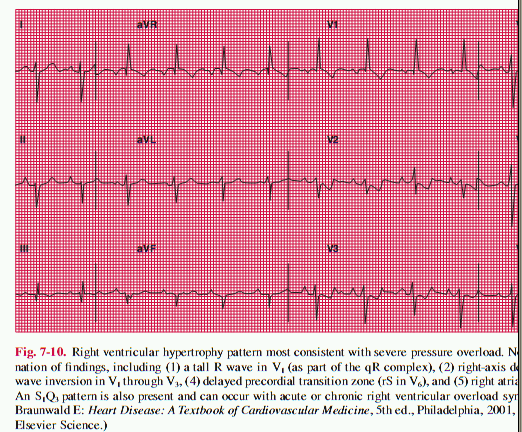 I aVR V1
II aVL V2
III aVF V3
Fig. 7-10. Right ventricular hypertrophy pattern most consistent with severe pressure overload.
nation of findings, including (1) a tall R wave in V₁ (as part of the qR complex), (2) right-axis
wave inversion in V₁ through V₃, (4) delayed precordial transition zone (rS in V₆), and (5) right
An S₁Q₃ pattern is also present and can occur with acute or chronic right ventricular overload
Braunwald E: Heart Disease: A Textbook of Cardiovascular Medicine, 5th ed., Philadelphia, 2001,
Elsevier Science.)